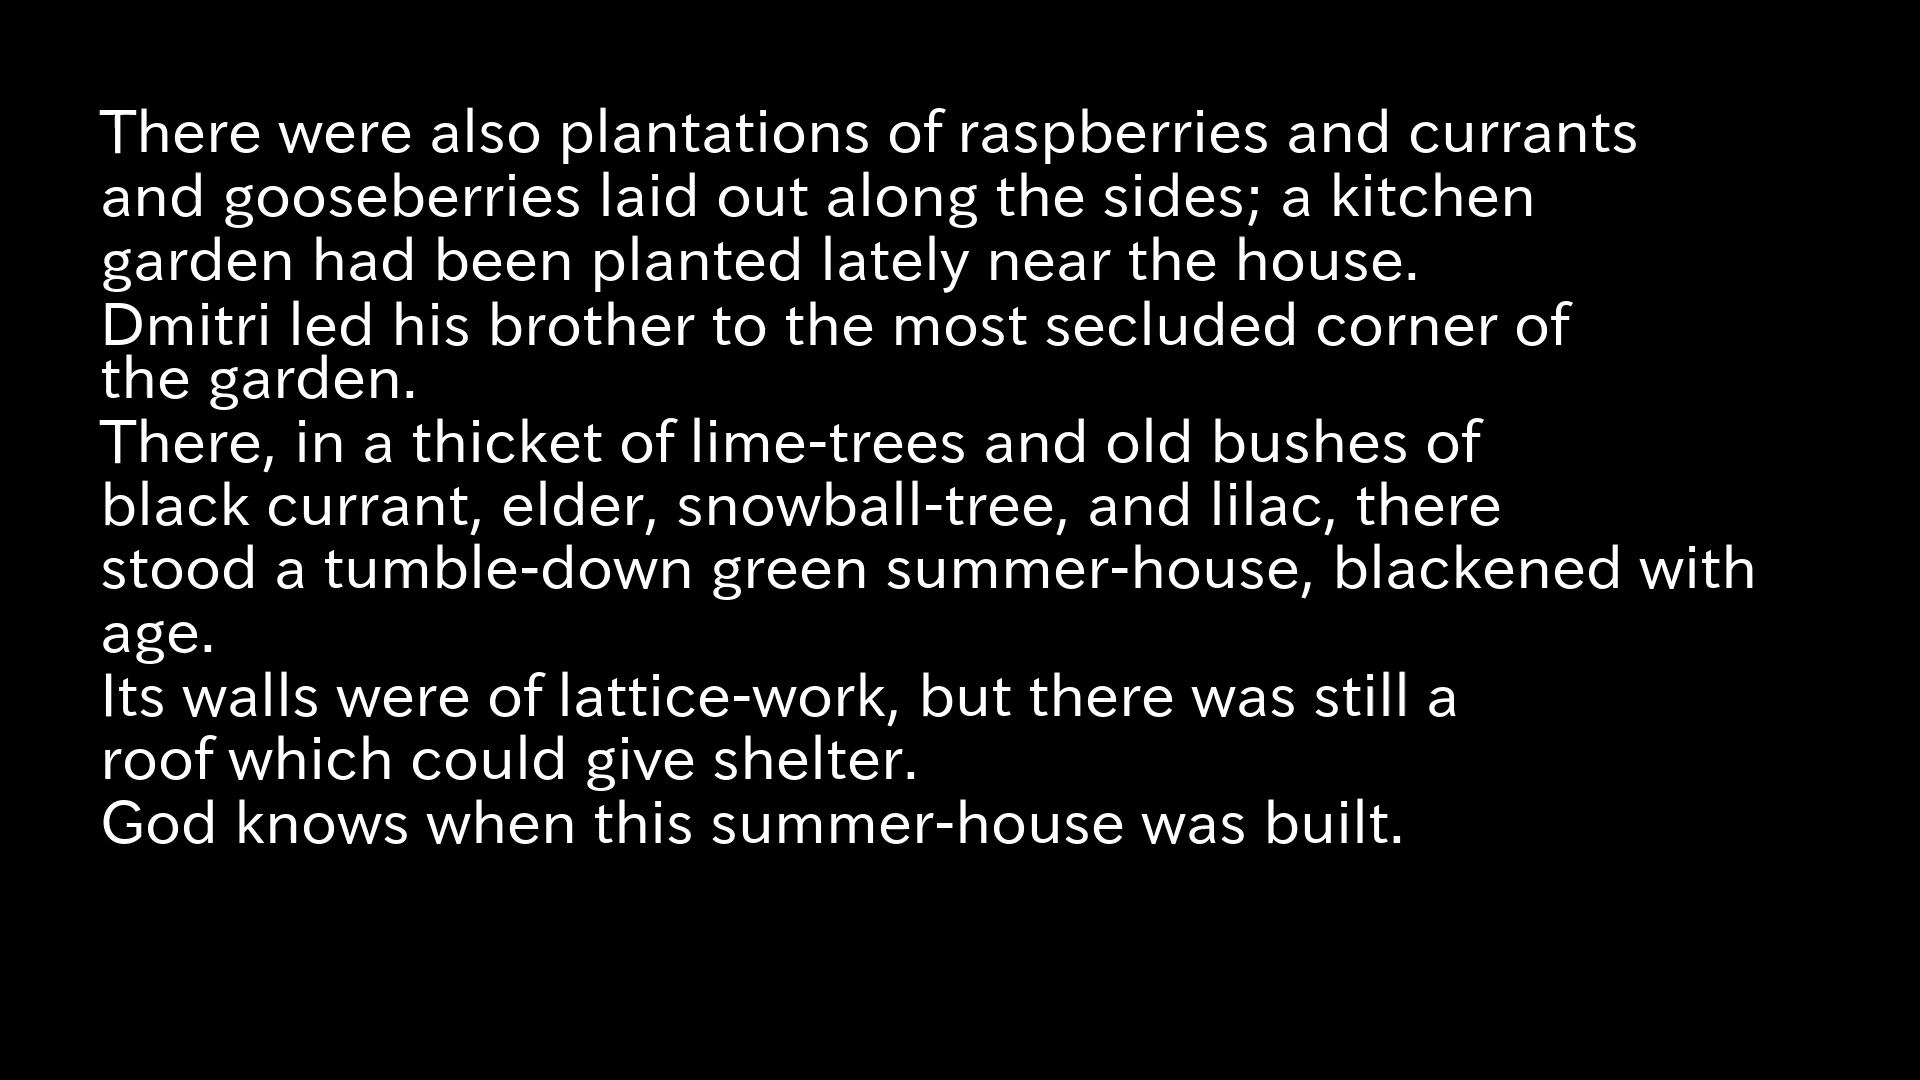 There were also plantations of raspberries and currants
and gooseberries laid out along the sides; a kitchen
garden had been planted lately near the house.
Dmitri led his brother to the most secluded corner of
the garden.
There, in a thicket of lime-trees and old bushes of
black currant, elder, snowball-tree, and lilac, there
stood a tumble-down green summer-house, blackened with
age.
Its walls were of lattice-work, but there was still a
roof which could give shelter.
God knows when this summer-house was built.